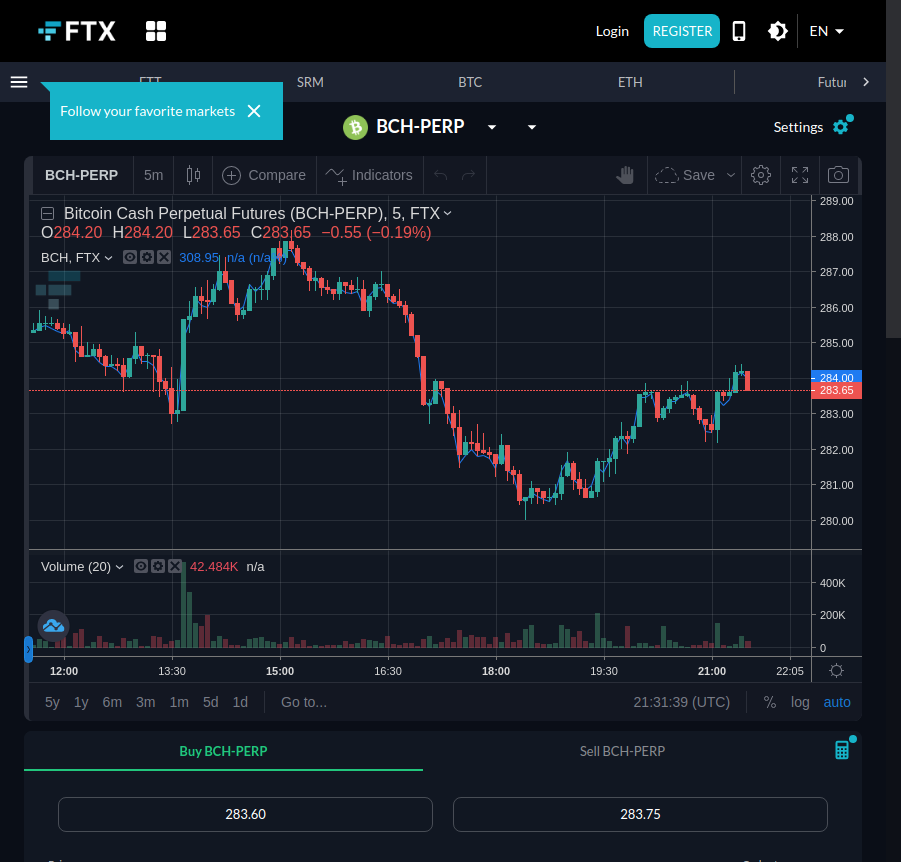 FTX
Login
REGISTER
EN
FTT
SRM
BTC
ETH
Futur
Follow your favorite markets
BCH-PERP
Settings
BCH-PERP
5m
Compare
Indicators
Save
Bitcoin Cash Perpetual Futures (BCH-PERP), 5, FTX
O284.20 H284.20 L283.65 C283.65 −0.55 (−0.19%)
BCH, FTX
308.95 n/a (n/a
289.00
288.00
287.00
286.00
285.00
284.00
283.65
283.00
282.00
281.00
280.00
Volume (20)
42.484K n/a
400K
200K
0
12:00
13:30
15:00
16:30
18:00
19:30
21:00
22:05
5y
1y
6m
3m
1m
5d
1d
Go to...
21:31:39 (UTC)
%
log
auto
Buy BCH-PERP
Sell BCH-PERP
283.60
283.75